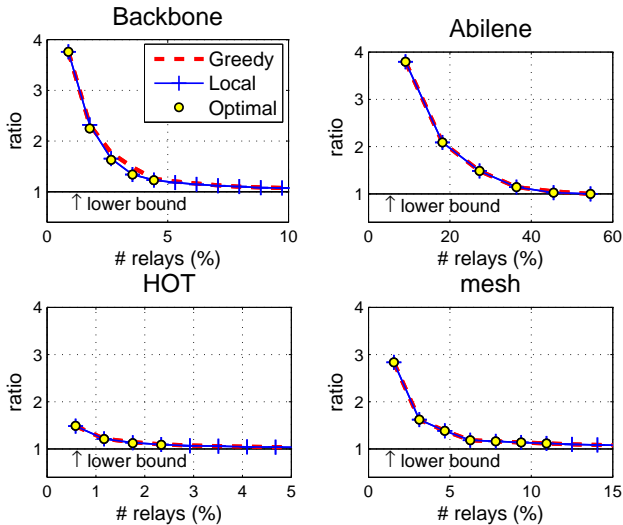 Backbone
4
3
2
1
ratio
Greedy
Local
Optimal
↑ lower bound
0
5
10
# relays (%)
Abilene
4
3
2
1
ratio
↑ lower bound
0
20
40
60
# relays (%)
HOT
4
3
2
1
ratio
↑ lower bound
0
1
2
3
4
5
# relays (%)
mesh
4
3
2
1
ratio
↑ lower bound
0
5
10
15
# relays (%)